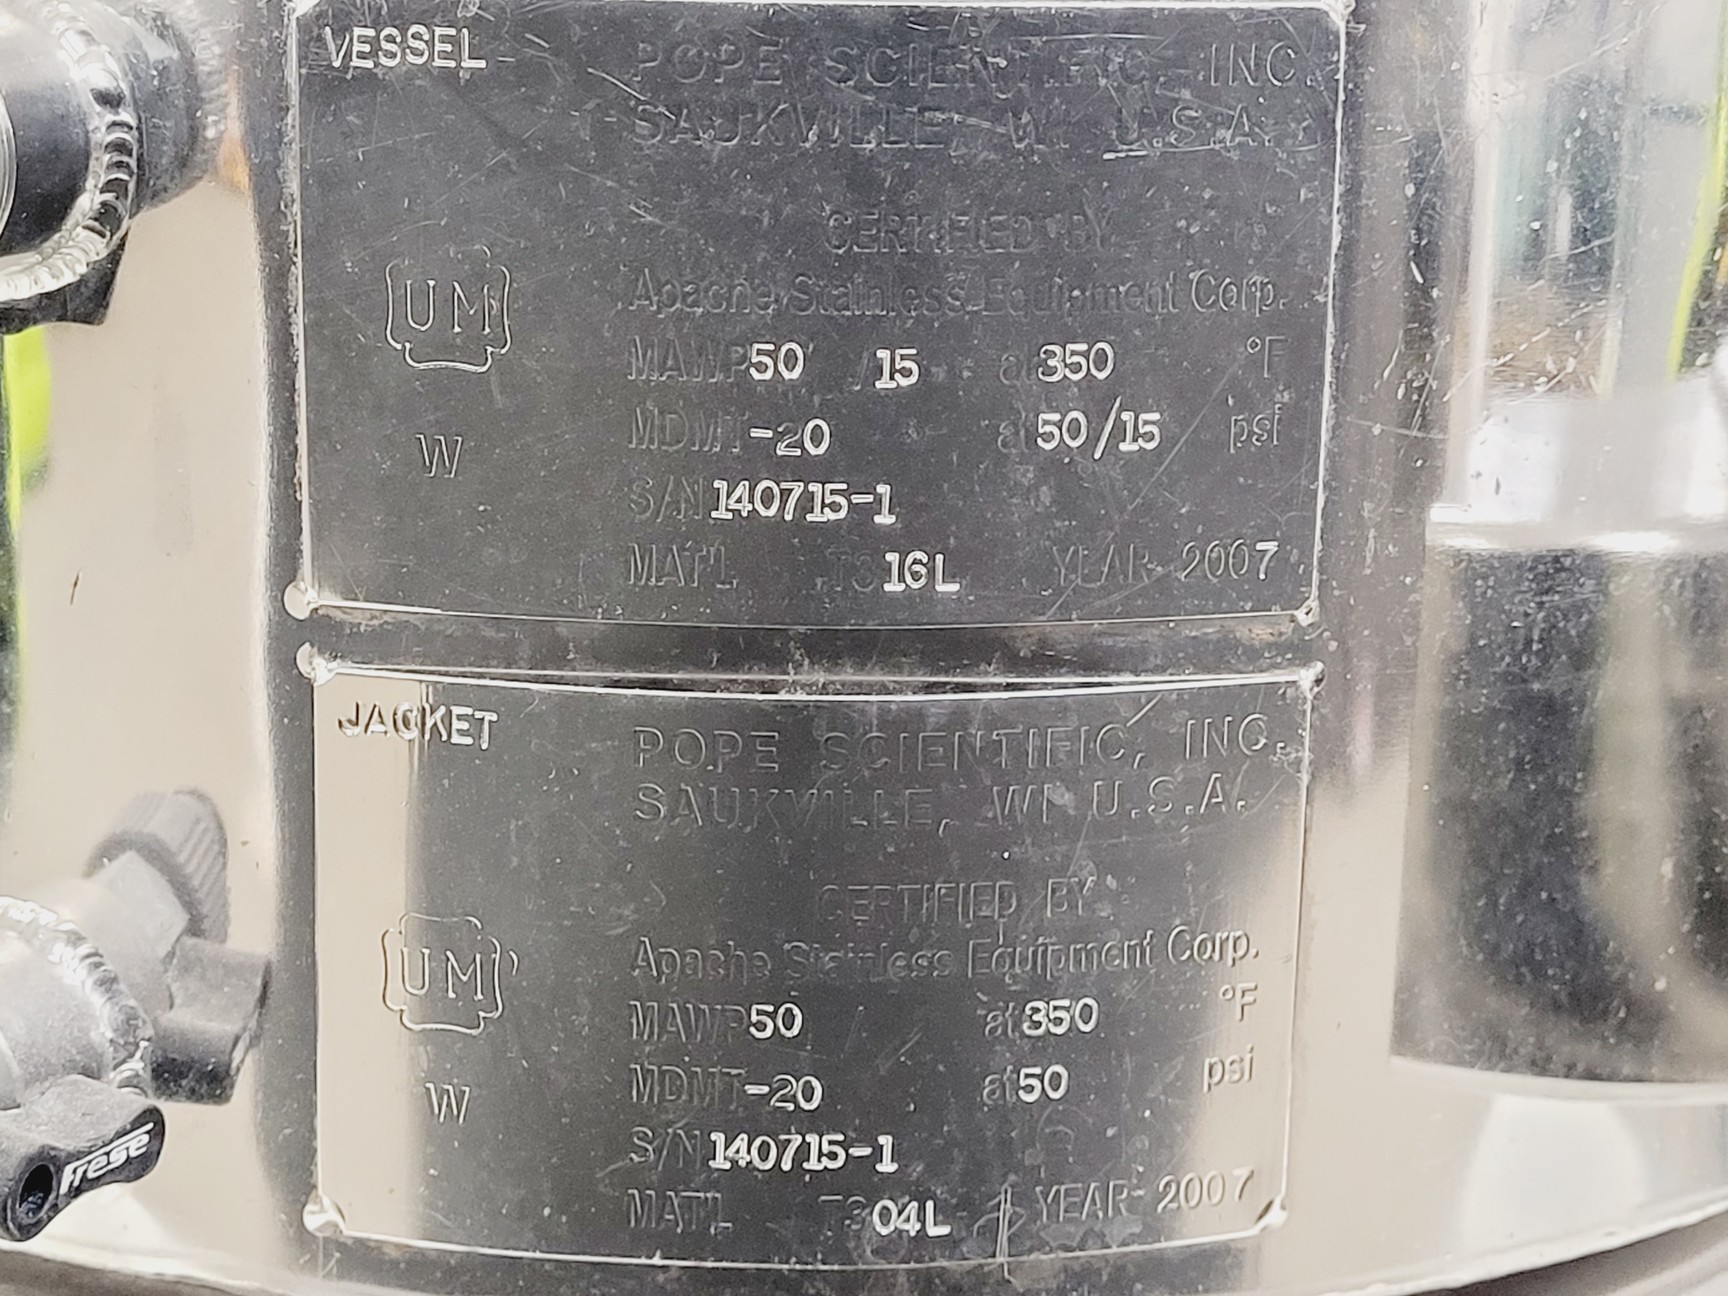 VESSEL
POPE SCIENTIFIC, INC.
SAUKVILLE, WI U.S.A.
CERTIFIED BY
Apache Stainless Equipment Corp.
UM
MAWP 50 / 15 at 350 °F
MDMT -20 at 50/15 psi
W
S/N 140715-1
MAT'L T316L YEAR 2007
JACKET
POPE SCIENTIFIC, INC.
SAUKVILLE, WI U.S.A.
CERTIFIED BY
Apache Stainless Equipment Corp.
UM
MAWP 50 / at 350 °F
MDMT -20 at 50 psi
W
S/N 140715-1
MAT'L T304L YEAR 2007
frese